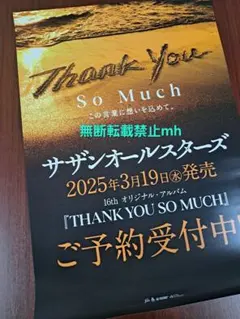 Thank You
So Much
この言葉に想いを込めて。
無断転載禁止mh
サザンオールスターズ
2025年3月19日㊌発売
16th オリジナル・アルバム
『THANK YOU SO MUCH』
ご予約受付中